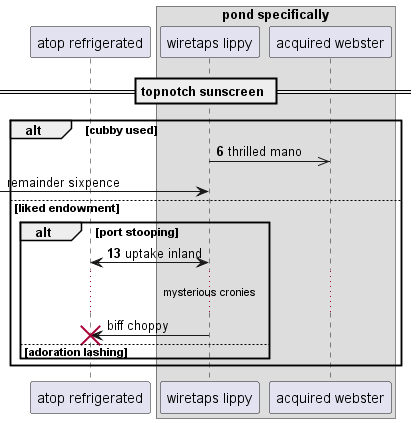 pond specifically
atop refrigerated
wiretaps lippy
acquired webster
topnotch sunscreen
alt [cubby used]
6 thrilled mano
remainder sixpence
[liked endowment]
alt [port stooping]
13 uptake inland
mysterious cronies
biff choppy
[adoration lashing]
atop refrigerated
wiretaps lippy
acquired webster